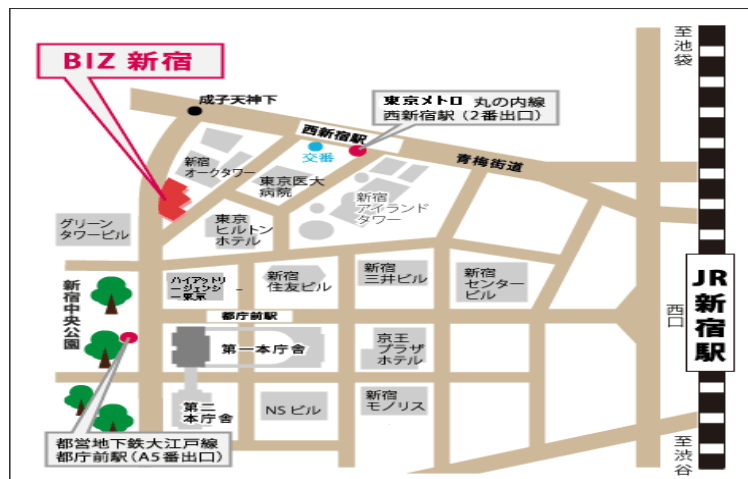 BIZ 新宿
成子天神下
東京メトロ 丸の内線
西新宿駅（2番出口）
西新宿駅
交番
青梅街道
至池袋
新宿
オークタワー
東京医大
病院
新宿
アイランド
タワー
グリーン
タワービル
東京
ヒルトン
ホテル
新宿中央公園
ハイアットリ
ージェンシ
ー東京
新宿
住友ビル
新宿
三井ビル
新宿
センター
ビル
JR新宿駅
西口
都庁前駅
第一本庁舎
京王
プラザ
ホテル
第二
本庁舎
NSビル
新宿
モノリス
都営地下鉄大江戸線
都庁前駅（A5番出口）
至渋谷